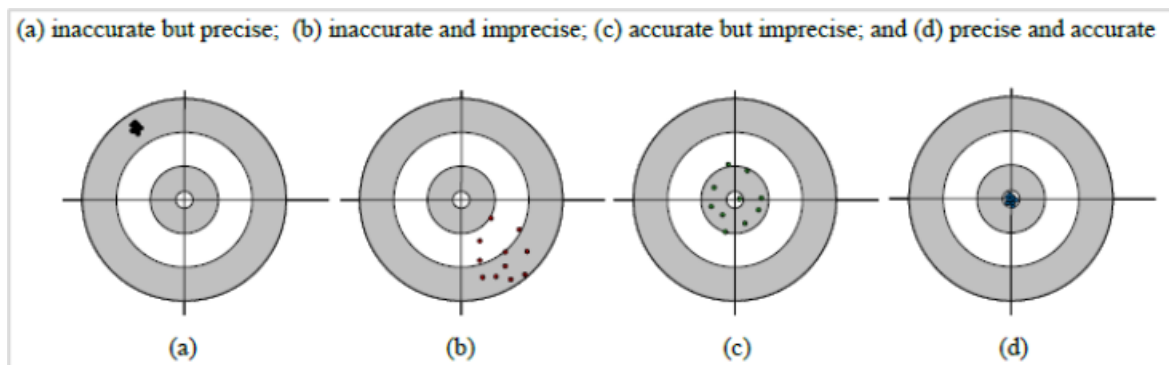 (a) inaccurate but precise; (b) inaccurate and imprecise; (c) accurate but imprecise; and (d) precise and accurate
(a) (b) (c) (d)